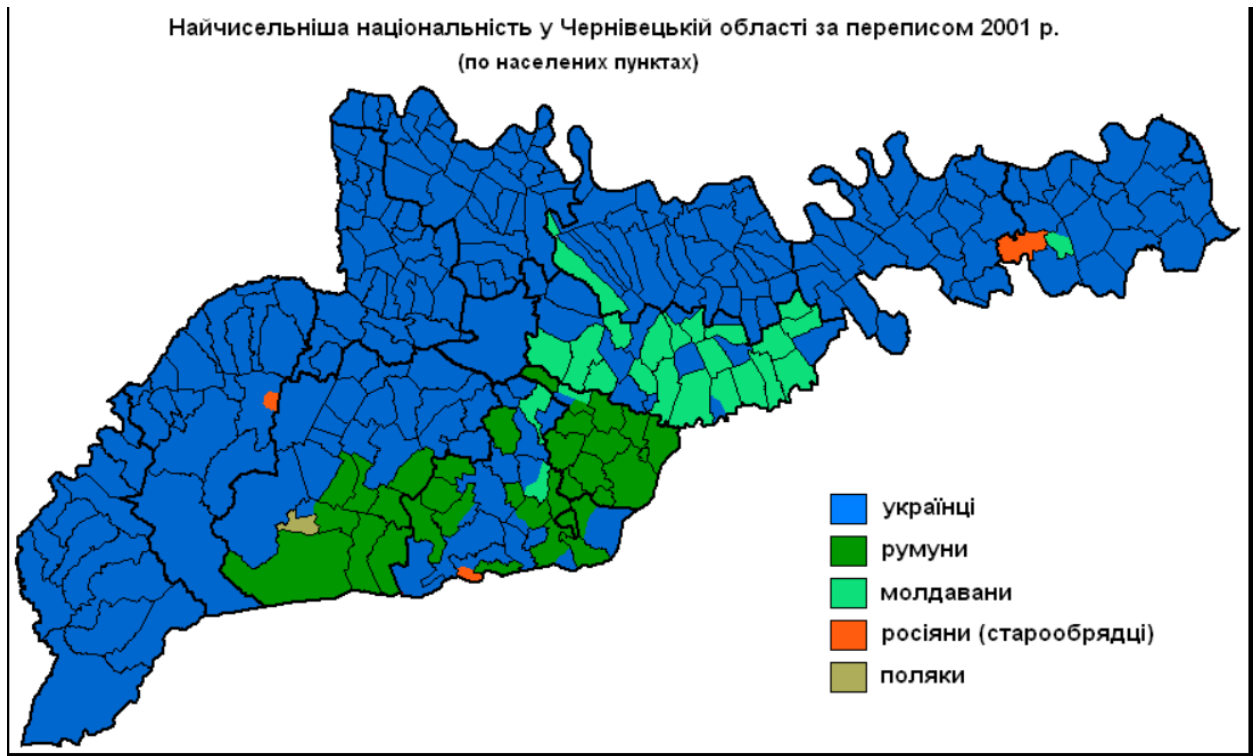 Найчисельніша національність у Чернівецькій області за переписом 2001 р.
(по населених пунктах)
українці
румуни
молдавани
росіяни (старообрядці)
поляки